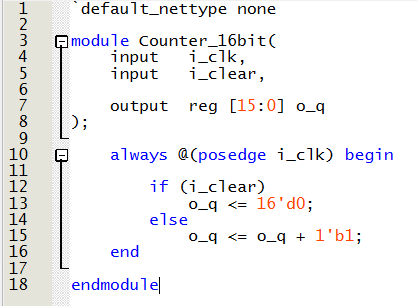 1 `default_nettype none
2
3 module Counter_16bit(
4     input   i_clk,
5     input   i_clear,
6
7     output  reg [15:0] o_q
8 );
9
10     always @(posedge i_clk) begin
11
12         if (i_clear)
13             o_q <= 16'd0;
14         else
15             o_q <= o_q + 1'b1;
16     end
17
18 endmodule